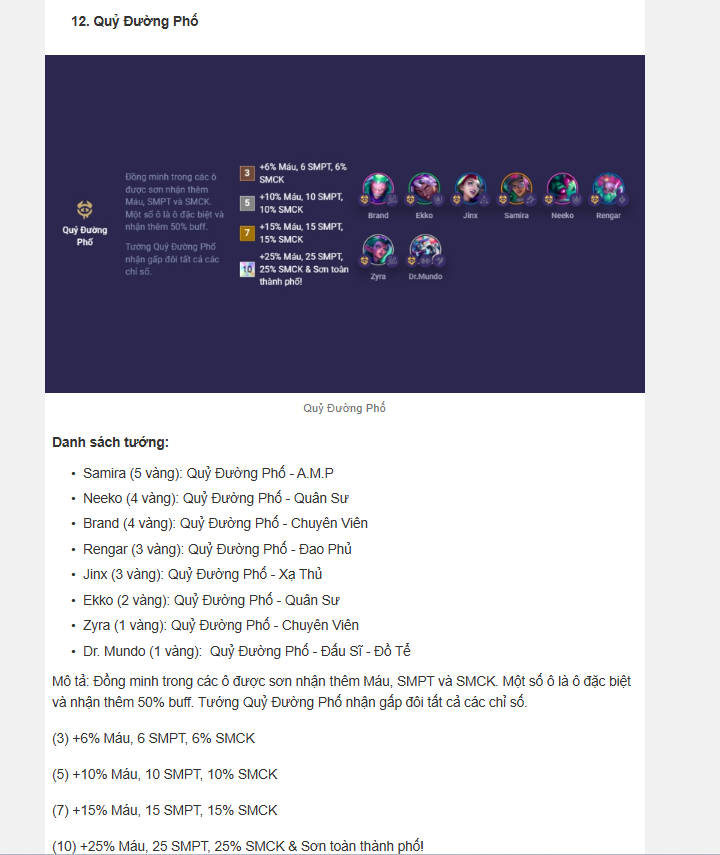 12. Quỷ Đường Phố
Quỷ Đường
Phố
Đồng minh trong các ô
được sơn nhận thêm
Máu, SMPT và SMCK.
Một số ô là ô đặc biệt và
nhận thêm 50% buff.
Tướng Quỷ Đường Phố
nhận gấp đôi tất cả các
chỉ số.
3
+6% Máu, 6 SMPT, 6%
SMCK
5
+10% Máu, 10 SMPT,
10% SMCK
7
+15% Máu, 15 SMPT,
15% SMCK
10
+25% Máu, 25 SMPT,
25% SMCK & Sơn toàn
thành phố!
Brand Ekko Jinx Samira Neeko Rengar
Zyra Dr.Mundo
Quỷ Đường Phố
Danh sách tướng:
• Samira (5 vàng): Quỷ Đường Phố - A.M.P
• Neeko (4 vàng): Quỷ Đường Phố - Quân Sư
• Brand (4 vàng): Quỷ Đường Phố - Chuyên Viên
• Rengar (3 vàng): Quỷ Đường Phố - Đao Phủ
• Jinx (3 vàng): Quỷ Đường Phố - Xạ Thủ
• Ekko (2 vàng): Quỷ Đường Phố - Quân Sư
• Zyra (1 vàng): Quỷ Đường Phố - Chuyên Viên
• Dr. Mundo (1 vàng): Quỷ Đường Phố - Đấu Sĩ - Đồ Tể
Mô tả: Đồng minh trong các ô được sơn nhận thêm Máu, SMPT và SMCK. Một số ô là ô đặc biệt
và nhận thêm 50% buff. Tướng Quỷ Đường Phố nhận gấp đôi tất cả các chỉ số.
(3) +6% Máu, 6 SMPT, 6% SMCK
(5) +10% Máu, 10 SMPT, 10% SMCK
(7) +15% Máu, 15 SMPT, 15% SMCK
(10) +25% Máu, 25 SMPT, 25% SMCK & Sơn toàn thành phố!